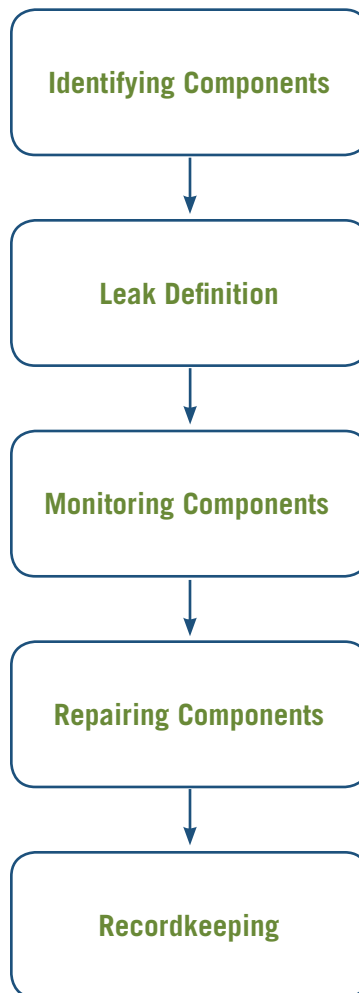 Identifying Components
Leak Definition
Monitoring Components
Repairing Components
Recordkeeping